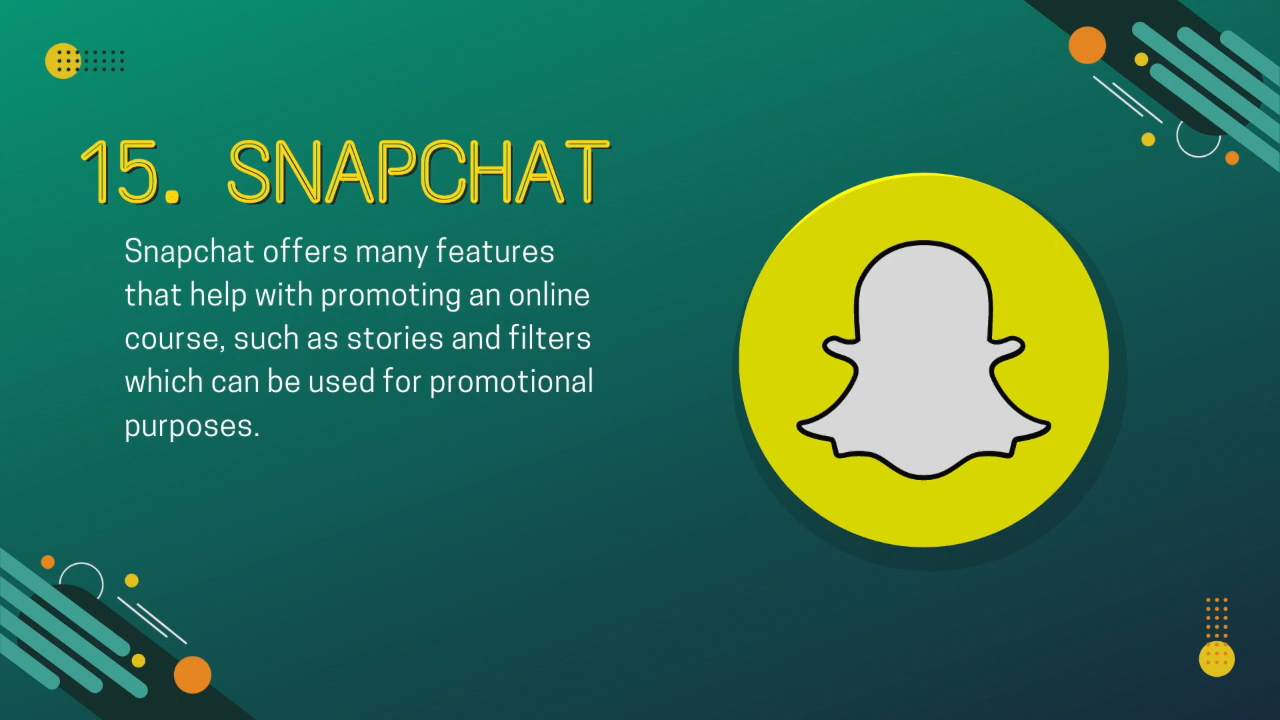 15. SNAPCHAT
Snapchat offers many features
that help with promoting an online
course, such as stories and filters
which can be used for promotional
purposes.